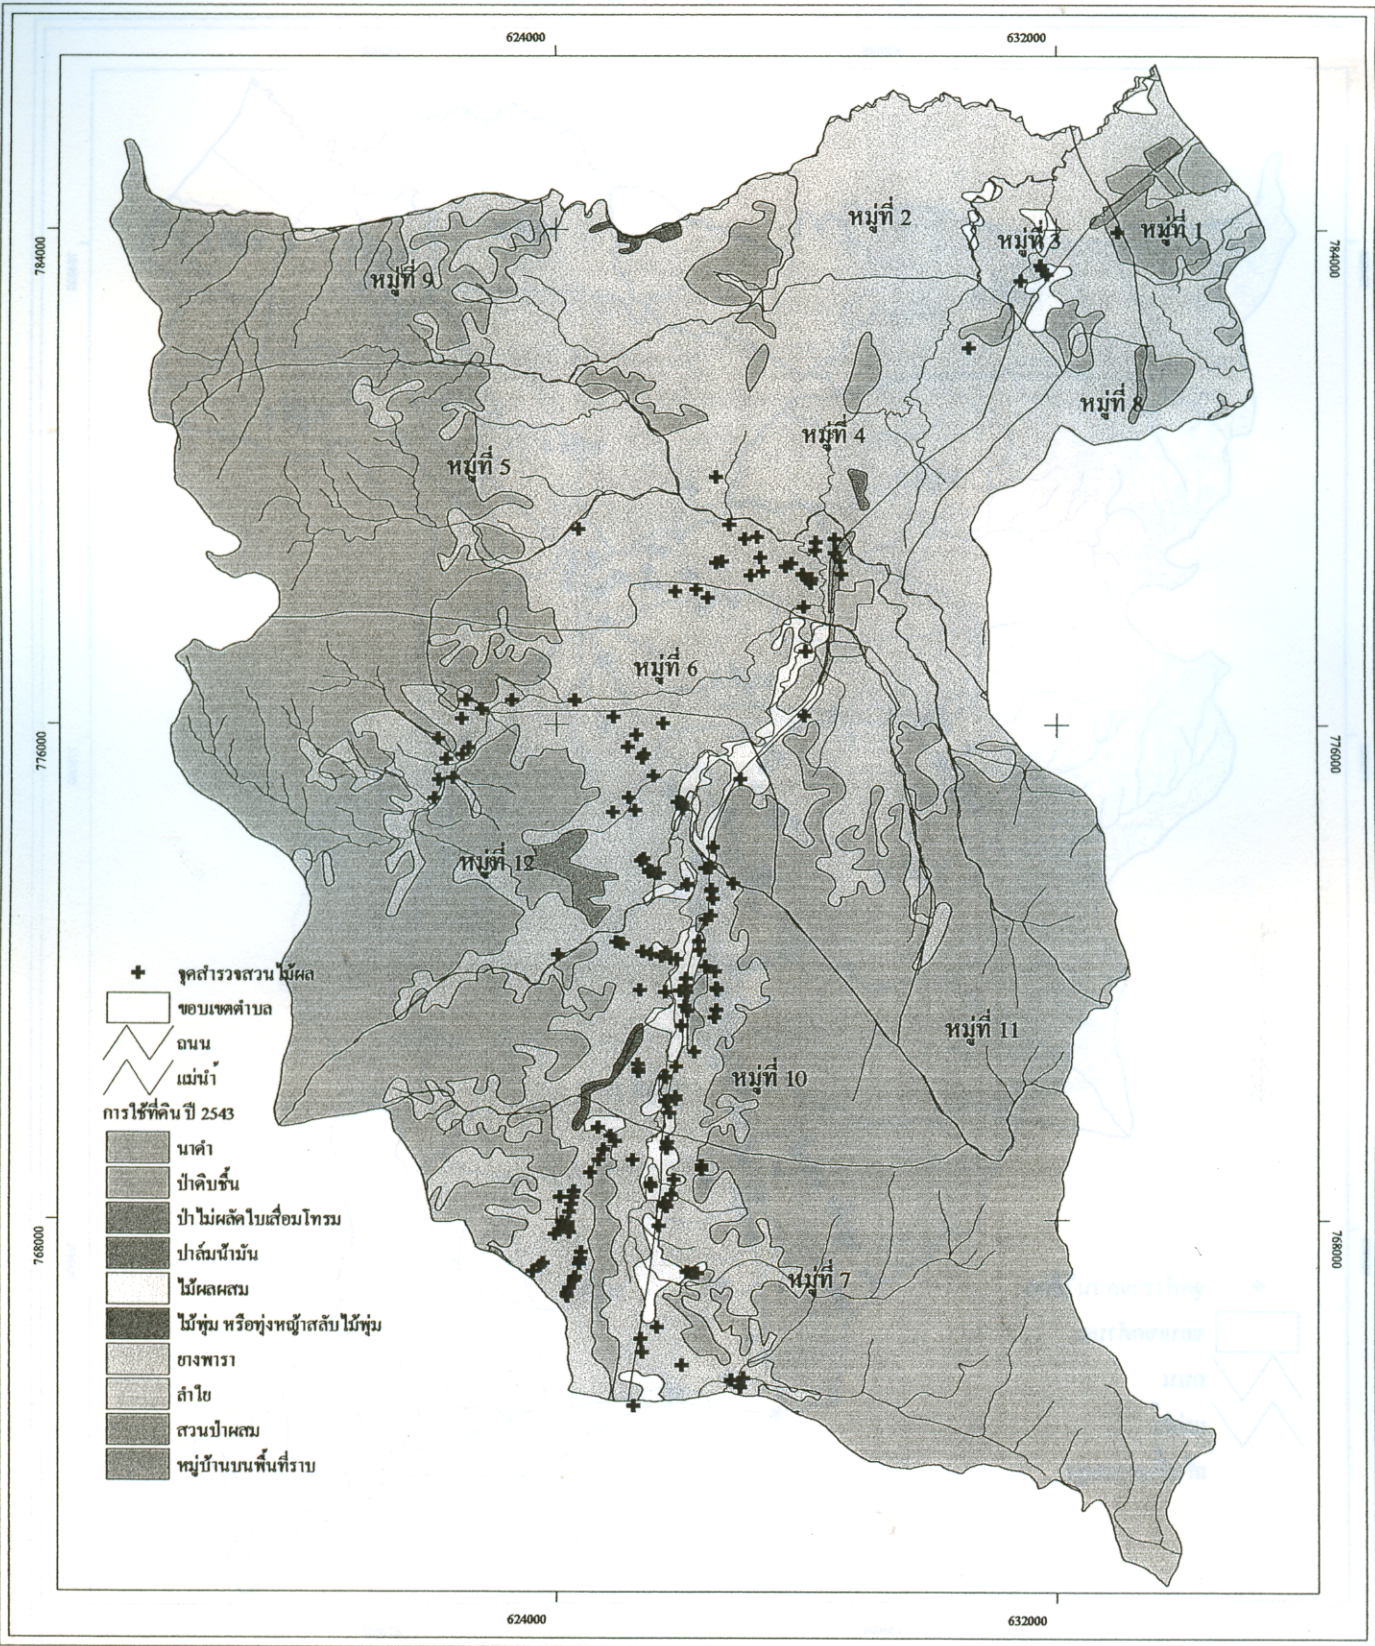 624000
632000
784000
784000
หมู่ที่ 2
หมู่ที่ 3
หมู่ที่ 1
หมู่ที่ 9
หมู่ที่ 8
หมู่ที่ 4
หมู่ที่ 5
หมู่ที่ 6
776000
776000
หมู่ที่ 12
หมู่ที่ 11
หมู่ที่ 10
หมู่ที่ 7
768000
768000
จุดสำรวจสวนไม้ผล
ขอบเขตตำบล
ถนน
แม่น้ำ
การใช้ที่ดิน ปี 2543
นาดำ
ป่าดิบชื้น
ป่าไม่ผลัดใบเสื่อมโทรม
ปาล์มน้ำมัน
ไม้ผลผสม
ไม้พุ่ม หรือทุ่งหญ้าสลับไม้พุ่ม
ยางพารา
ลำไย
สวนป่าผสม
หมู่บ้านบนพื้นที่ราบ
624000
632000